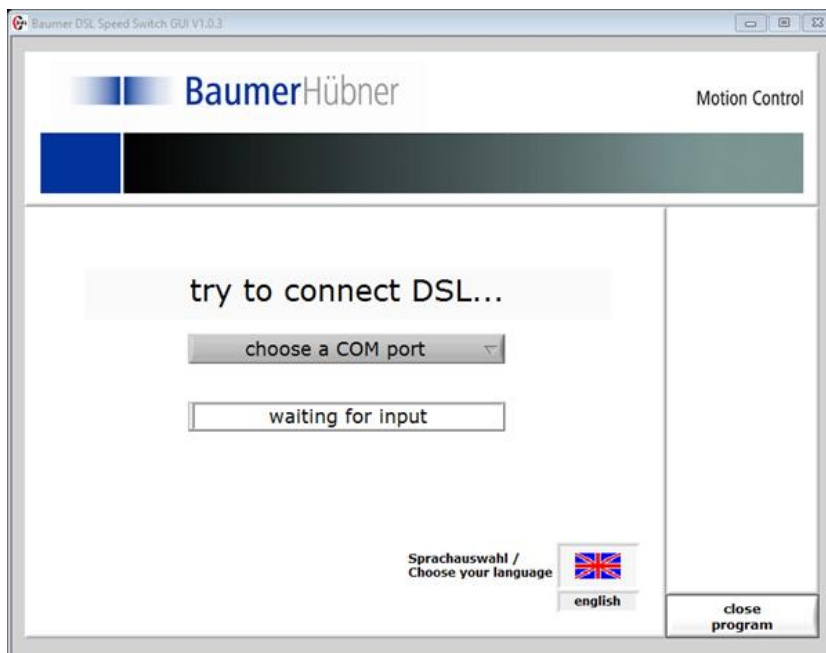 Baumer DSL Speed Switch GUI V1.0.3
BaumerHübner
Motion Control
try to connect DSL...
choose a COM port
waiting for input
Sprachauswahl /
Choose your language
english
close
program